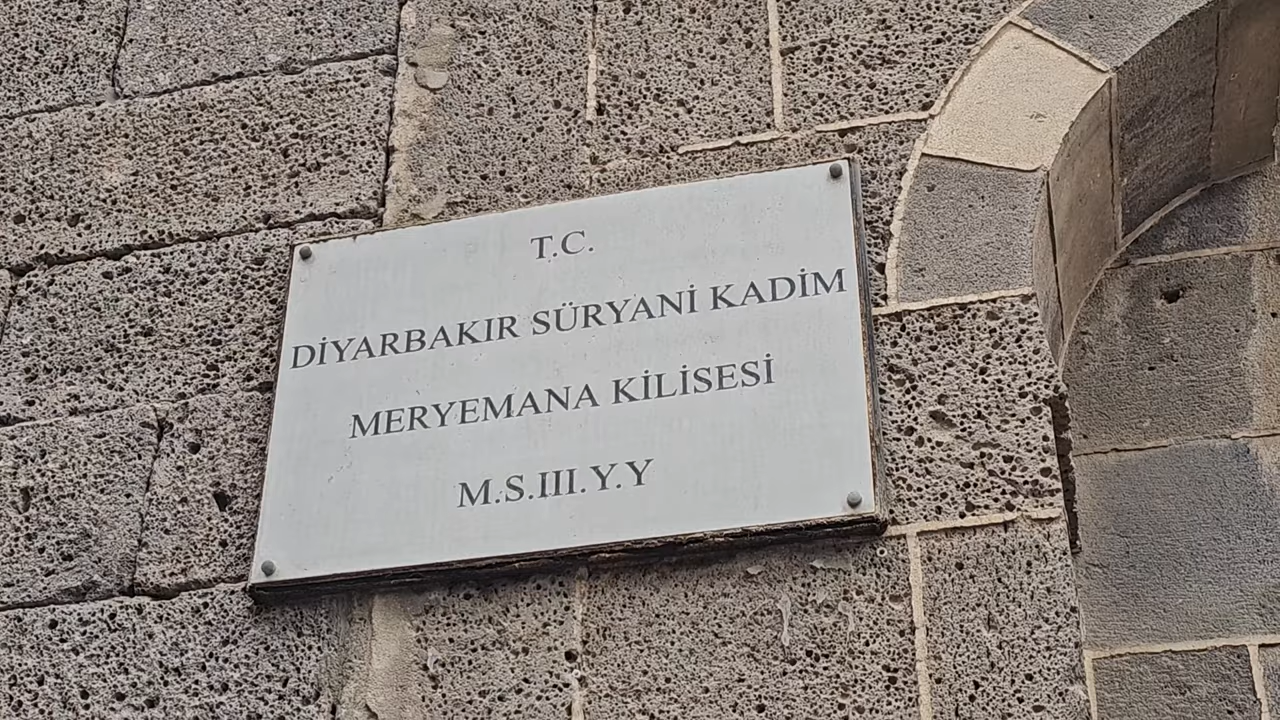 T.C.
DİYARBAKIR SÜRYANİ KADİM
MERYEMANA KİLİSESİ
M.S.III.Y.Y